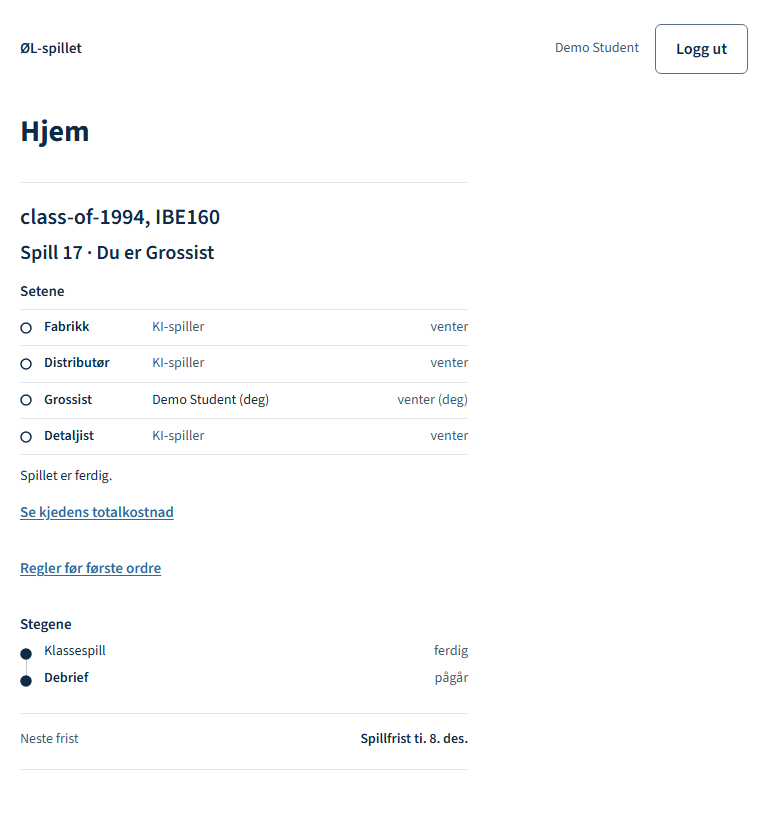 ØL-spillet Demo Student Logg ut
Hjem
class-of-1994, IBE160
Spill 17 · Du er Grossist
Setene
Fabrikk KI-spiller venter
Distributør KI-spiller venter
Grossist Demo Student (deg) venter (deg)
Detaljist KI-spiller venter
Spillet er ferdig.
Se kjedens totalkostnad
Regler før første ordre
Stegene
Klassespill ferdig
Debrief pågår
Neste frist Spillfrist ti. 8. des.